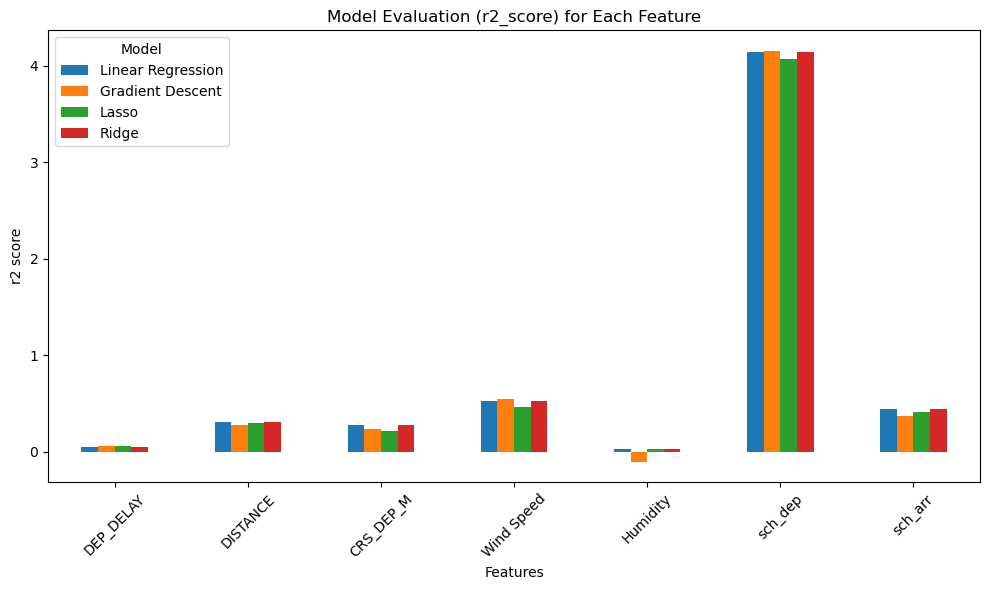 Model Evaluation (r2_score) for Each Feature
Model
Linear Regression
Gradient Descent
Lasso
Ridge
r2 score
4
3
2
1
0
DEP_DELAY
DISTANCE
CRS_DEP_M
Wind Speed
Humidity
sch_dep
sch_arr
Features